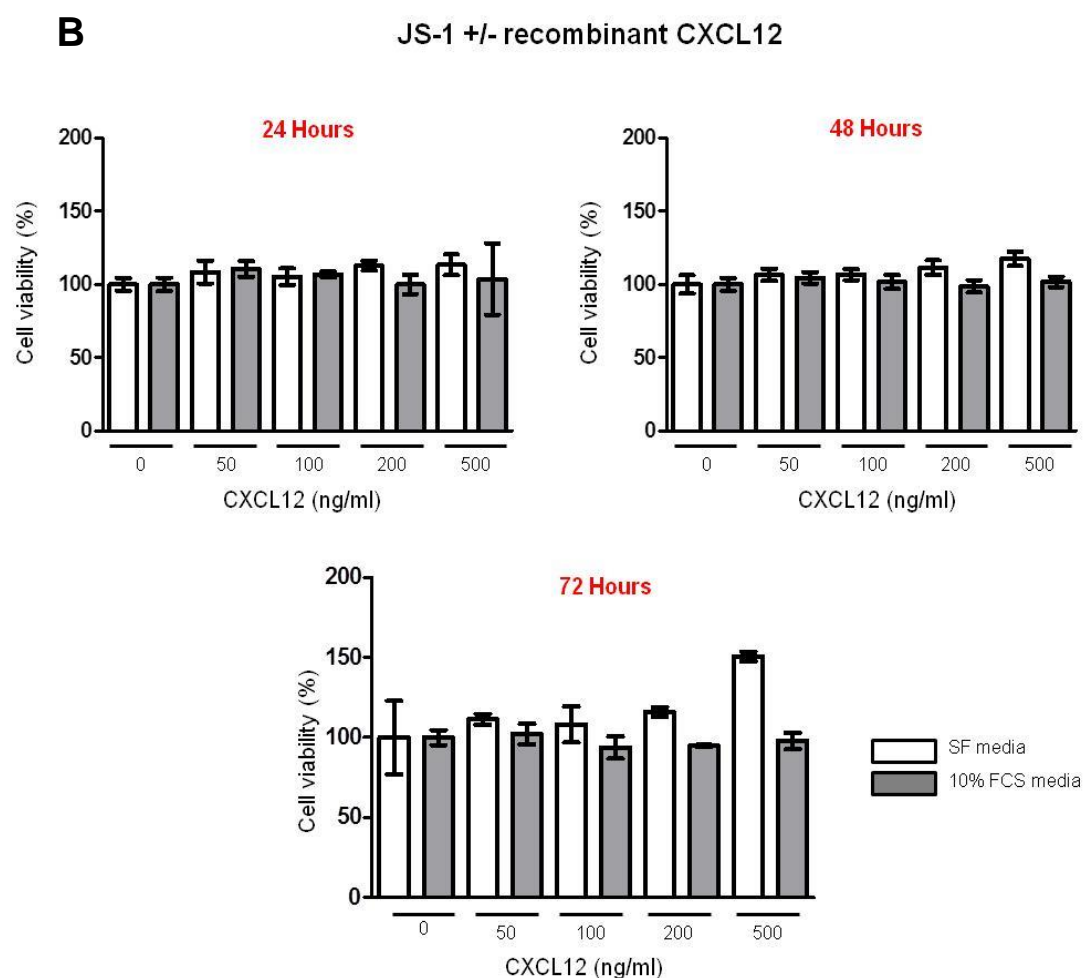 B
JS-1 +/- recombinant CXCL12
24 Hours
200
150
100
50
0
Cell viability (%)
0 50 100 200 500
CXCL12 (ng/ml)
48 Hours
200
150
100
50
0
Cell viability (%)
0 50 100 200 500
CXCL12 (ng/ml)
72 Hours
200
150
100
50
0
Cell viability (%)
0 50 100 200 500
CXCL12 (ng/ml)
SF media
10% FCS media